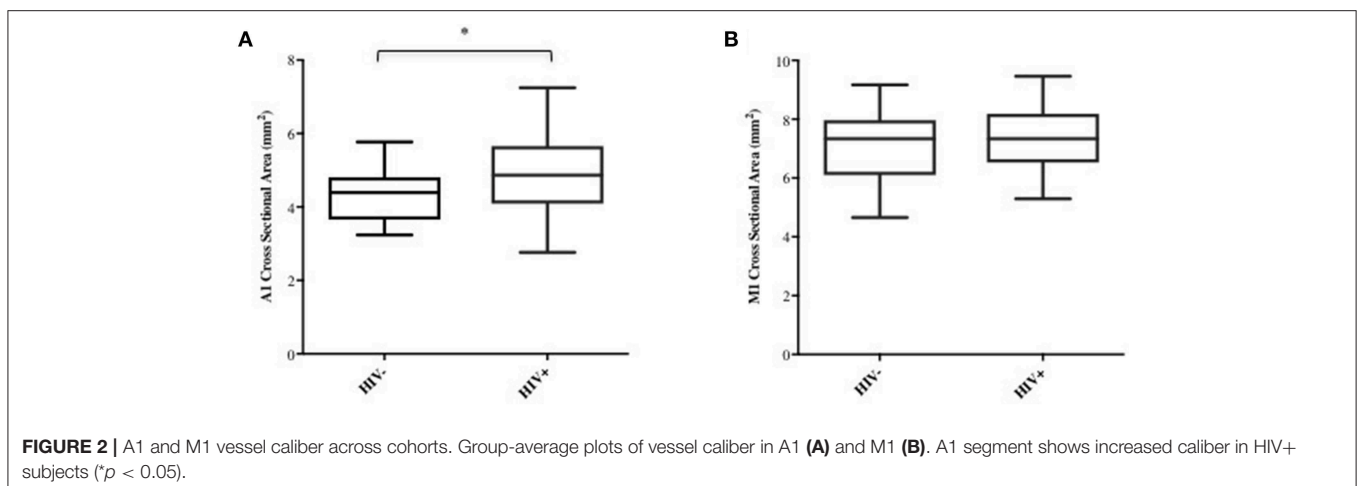 A
*
8
6
4
2
0
A1 Cross Sectional Area (mm²)
HIV-
HIV+
B
10
8
6
4
2
0
M1 Cross Sectional Area (mm²)
HIV-
HIV+
FIGURE 2 | A1 and M1 vessel caliber across cohorts. Group-average plots of vessel caliber in A1 (A) and M1 (B). A1 segment shows increased caliber in HIV+
subjects (*p < 0.05).